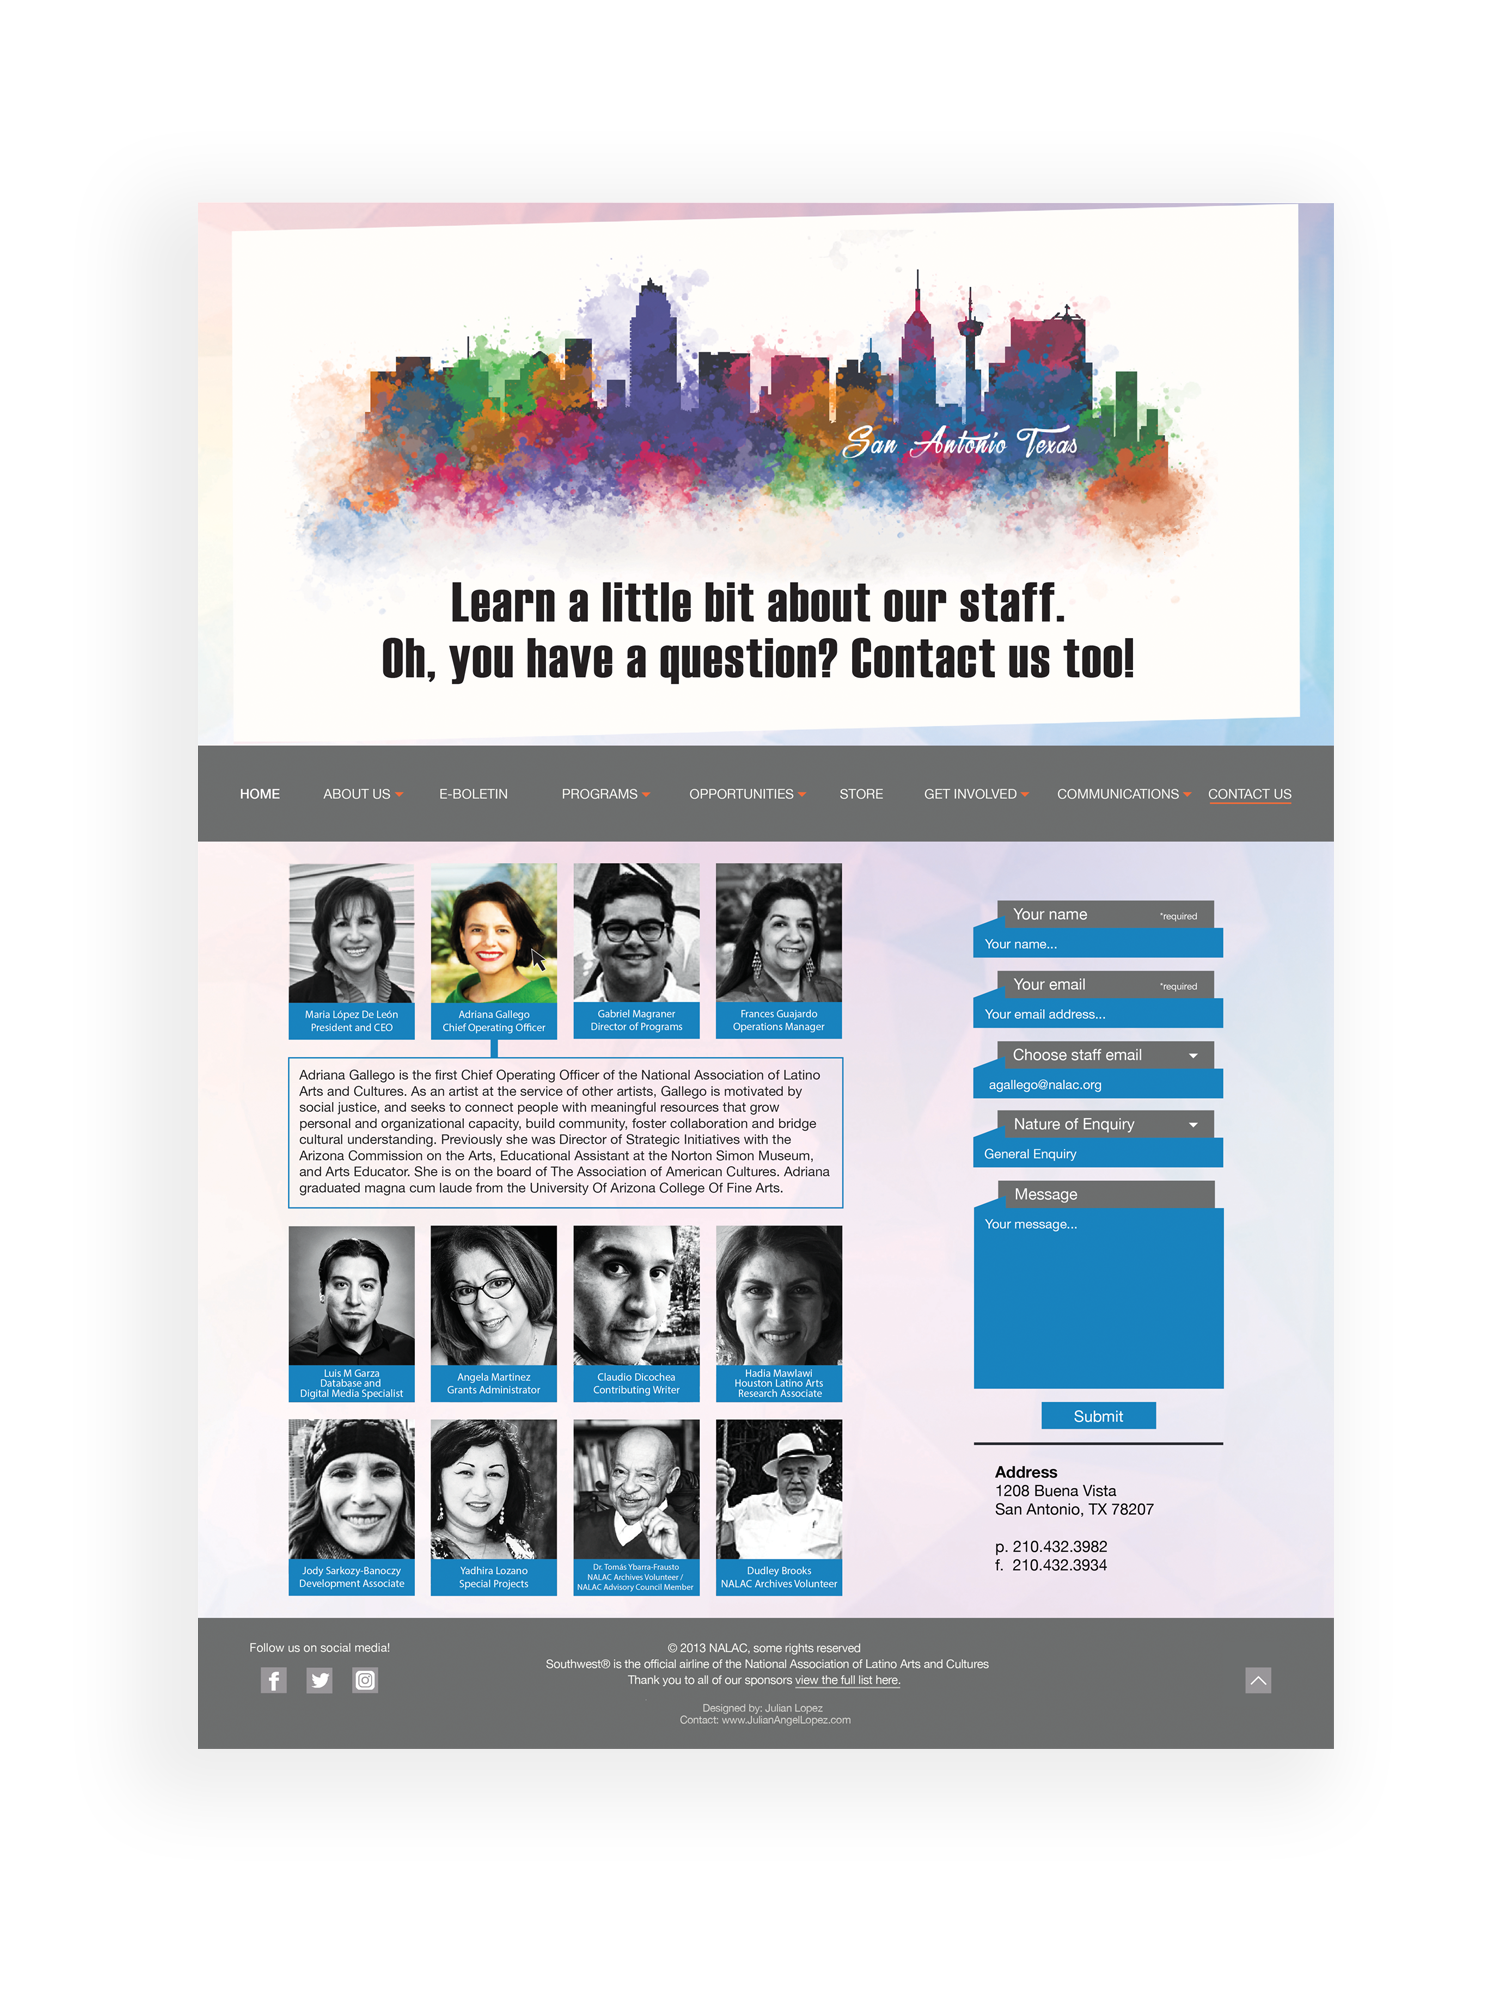 San Antonio Texas
Learn a little bit about our staff.
Oh, you have a question? Contact us too!
HOME ABOUT US E-BOLETIN PROGRAMS OPPORTUNITIES STORE GET INVOLVED COMMUNICATIONS CONTACT US
Maria López De León
President and CEO
Adriana Gallego
Chief Operating Officer
Gabriel Magraner
Director of Programs
Frances Guajardo
Operations Manager
Adriana Gallego is the first Chief Operating Officer of the National Association of Latino
Arts and Cultures. As an artist at the service of other artists, Gallego is motivated by
social justice, and seeks to connect people with meaningful resources that grow
personal and organizational capacity, build community, foster collaboration and bridge
cultural understanding. Previously she was Director of Strategic Initiatives with the
Arizona Commission on the Arts, Educational Assistant at the Norton Simon Museum,
and Arts Educator. She is on the board of The Association of American Cultures. Adriana
graduated magna cum laude from the University Of Arizona College Of Fine Arts.
Luis M Garza
Database and
Digital Media Specialist
Angela Martinez
Grants Administrator
Claudio Dicochea
Contributing Writer
Hadia Mawlawi
Houston Latino Arts
Research Associate
Jody Sarkozy-Banoczy
Development Associate
Yadhira Lozano
Special Projects
Dr. Tomás Ybarra-Frausto
NALAC Archives Volunteer /
NALAC Advisory Council Member
Dudley Brooks
NALAC Archives Volunteer
Your name *required
Your name...
Your email *required
Your email address...
Choose staff email
agallego@nalac.org
Nature of Enquiry
General Enquiry
Message
Your message...
Submit
Address
1208 Buena Vista
San Antonio, TX 78207
p. 210.432.3982
f. 210.432.3934
Follow us on social media!
© 2013 NALAC, some rights reserved
Southwest® is the official airline of the National Association of Latino Arts and Cultures
Thank you to all of our sponsors view the full list here.
Designed by: Julian Lopez
Contact: www.JulianAngelLopez.com